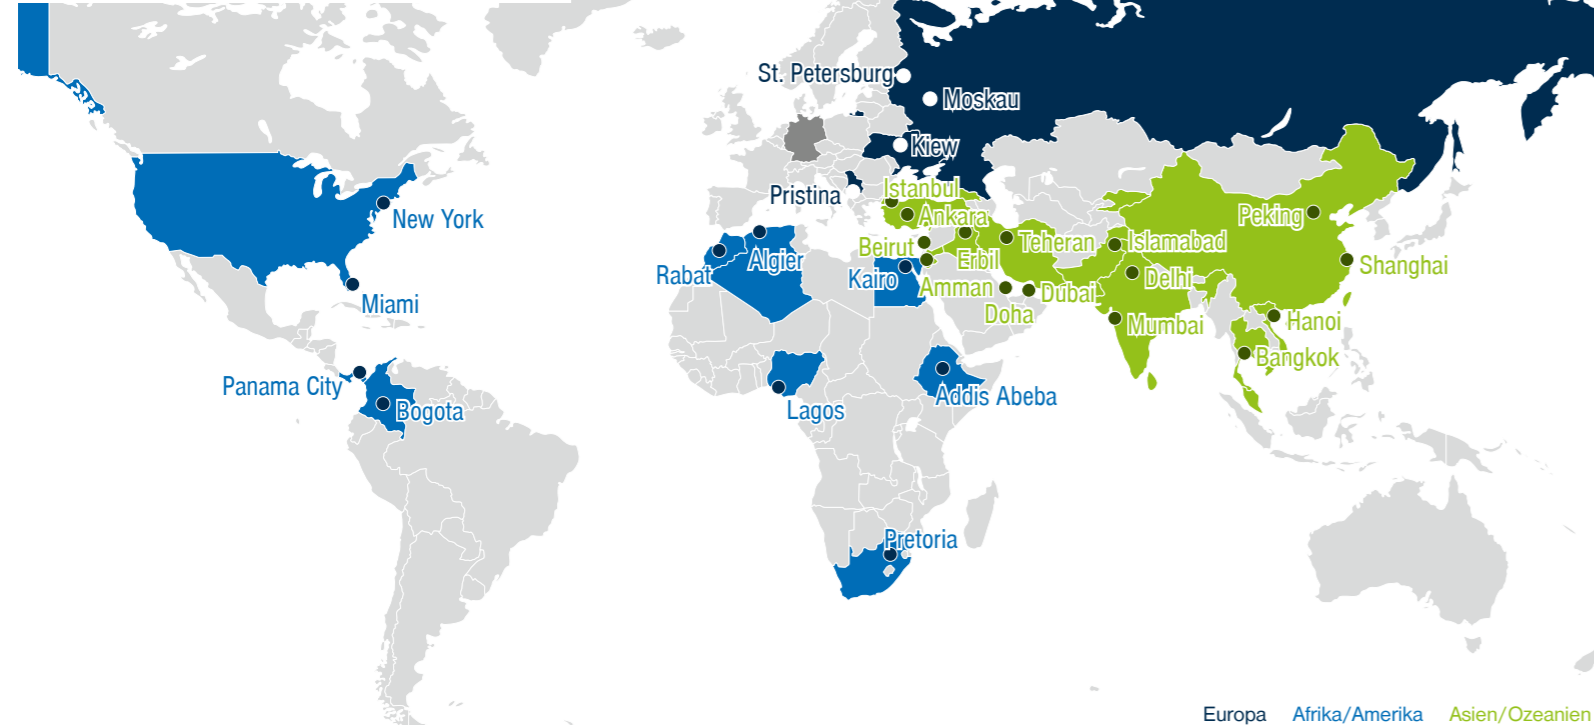 St. Petersburg
Moskau
Kiew
Pristina
Istanbul
Ankara
New York
Rabat
Algier
Beirut
Erbil
Teheran
Islamabad
Peking
Shanghai
Kairo
Amman
Dubai
Delhi
Miami
Doha
Mumbai
Hanoi
Bangkok
Panama City
Bogota
Lagos
Addis Abeba
Pretoria
Europa Afrika/Amerika Asien/Ozeanien